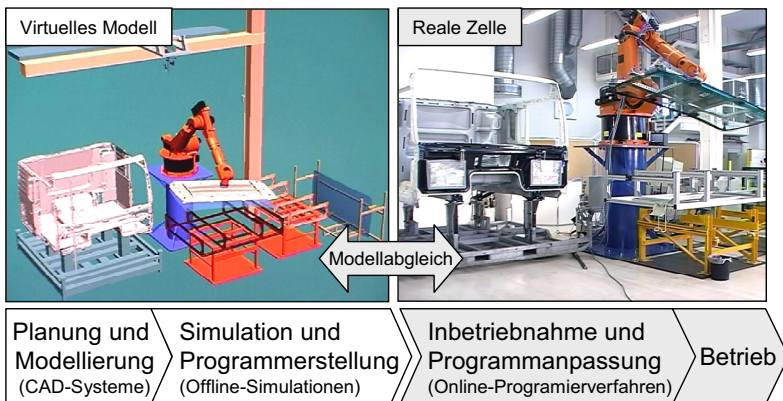 Virtuelles Modell
Reale Zelle
Modellabgleich
Planung und
Modellierung
(CAD-Systeme)
Simulation und
Programmerstellung
(Offline-Simulationen)
Inbetriebnahme und
Programmanpassung
(Online-Programierverfahren)
Betrieb